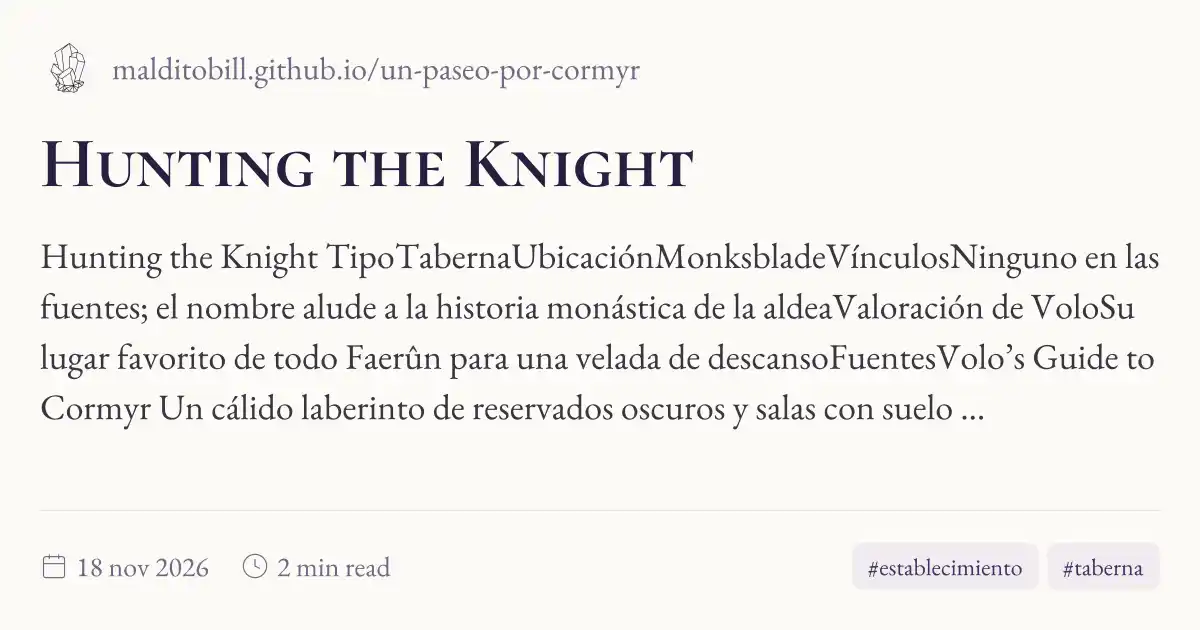 malditobill.github.io/un-paseo-por-cormyr
Hunting the Knight
Hunting the Knight TipoTabernaUbicaciónMonksbladeVínculosNinguno en las
fuentes; el nombre alude a la historia monástica de la aldeaValoración de VoloSu
lugar favorito de todo Faerûn para una velada de descansoFuentesVolo’s Guide to
Cormyr Un cálido laberinto de reservados oscuros y salas con suelo ...
18 nov 2026 2 min read #establecimiento #taberna